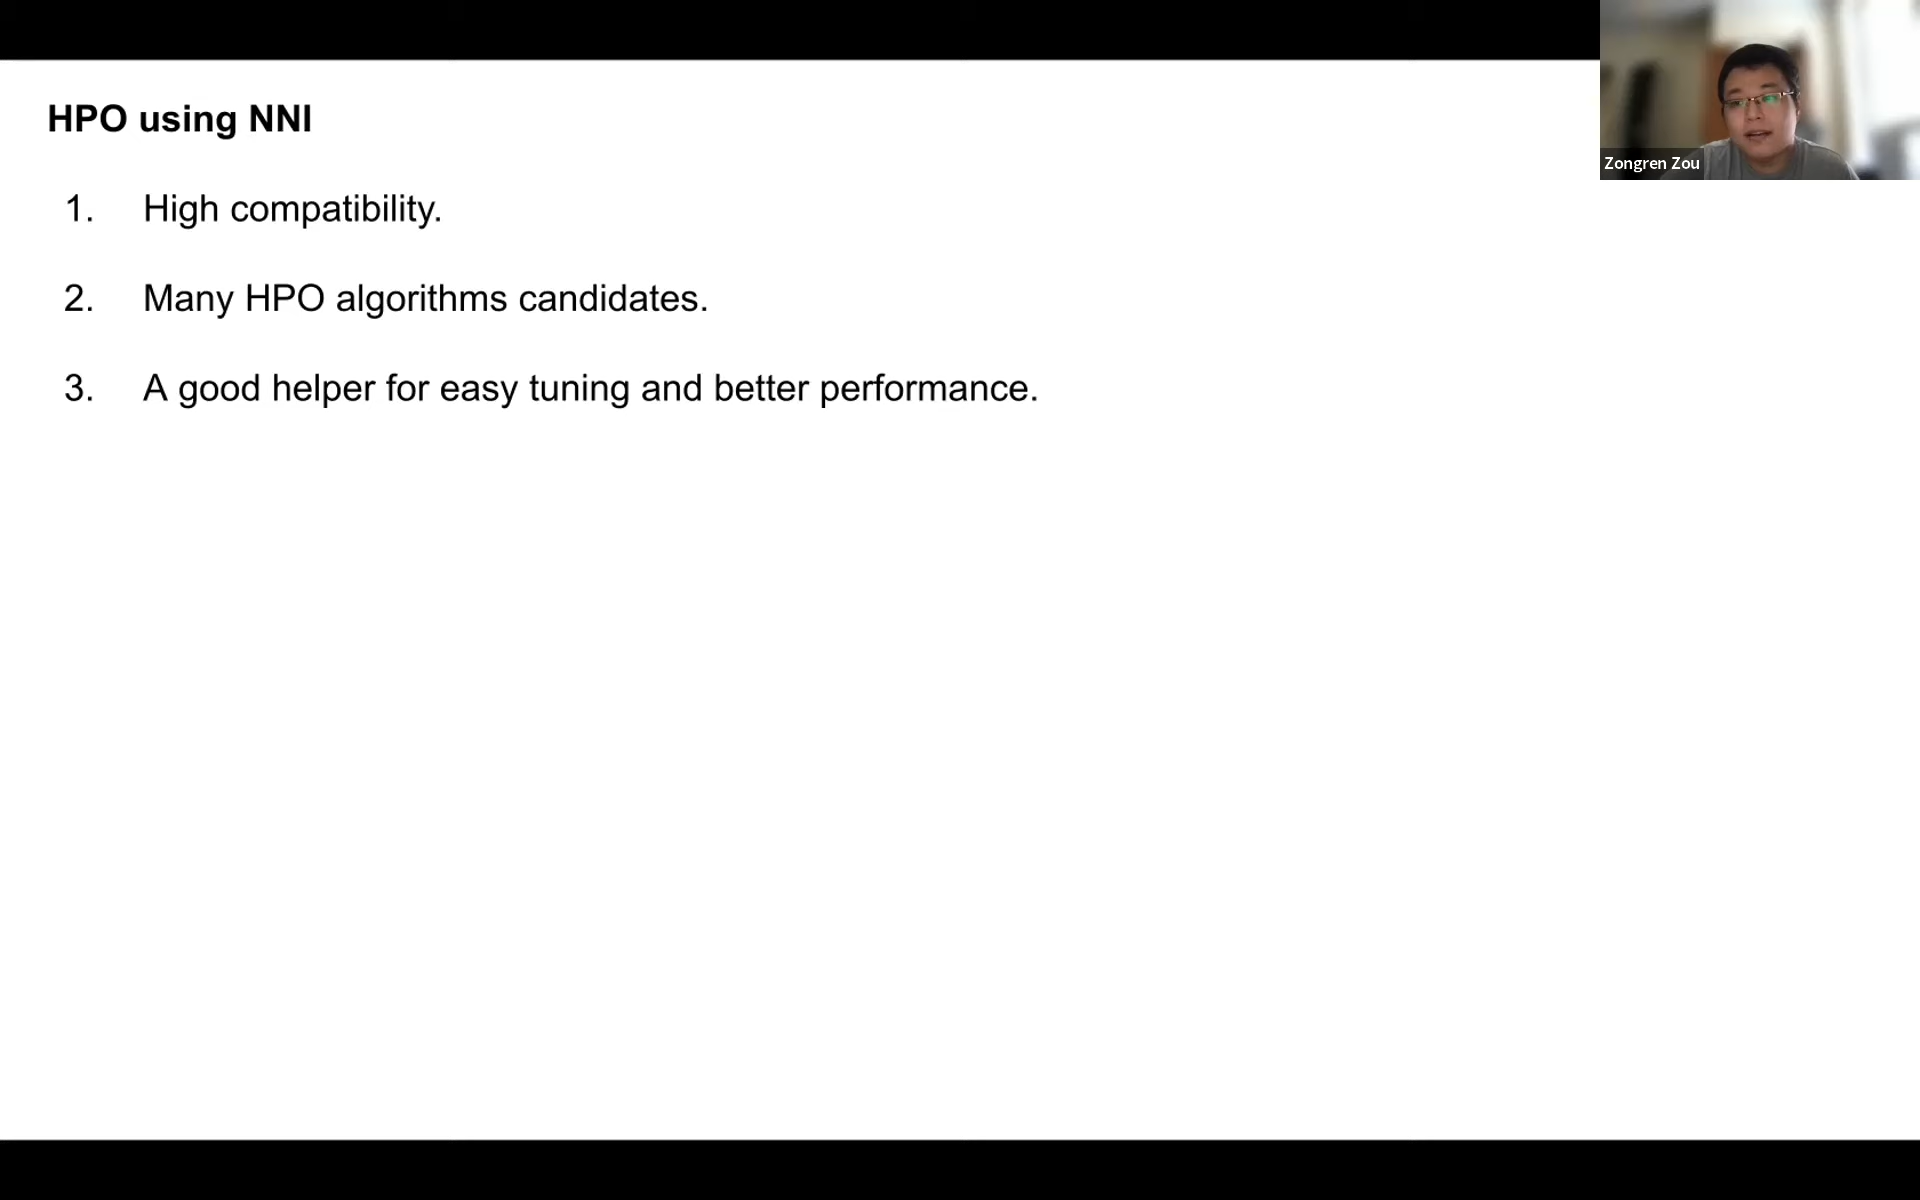 HPO using NNI
1. High compatibility.
2. Many HPO algorithms candidates.
3. A good helper for easy tuning and better performance.
Zongren Zou